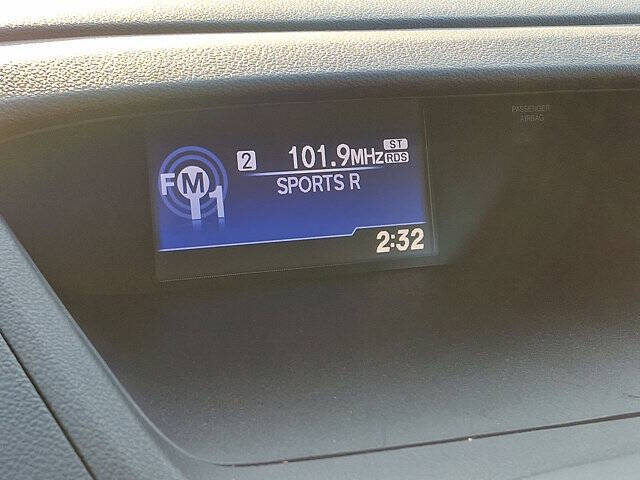 FM1 2 101.9MHz ST RDS
SPORTS R
2:32
PASSENGER
AIRBAG